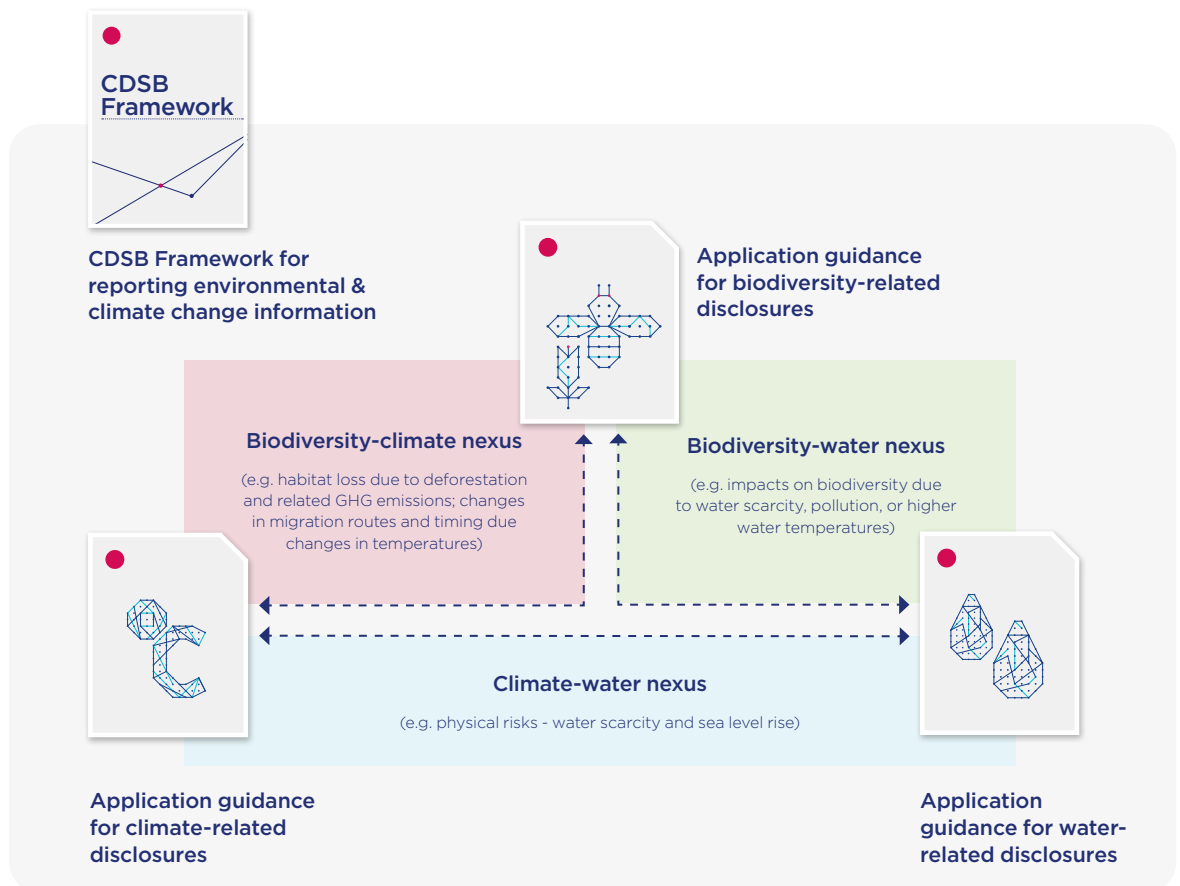 CDSB
Framework
CDSB Framework for
reporting environmental &
climate change information
Application guidance
for biodiversity-related
disclosures
Biodiversity-climate nexus
(e.g. habitat loss due to deforestation
and related GHG emissions; changes
in migration routes and timing due
changes in temperatures)
Biodiversity-water nexus
(e.g. impacts on biodiversity due
to water scarcity, pollution, or higher
water temperatures)
Climate-water nexus
(e.g. physical risks - water scarcity and sea level rise)
Application guidance
for climate-related
disclosures
Application
guidance for water-
related disclosures